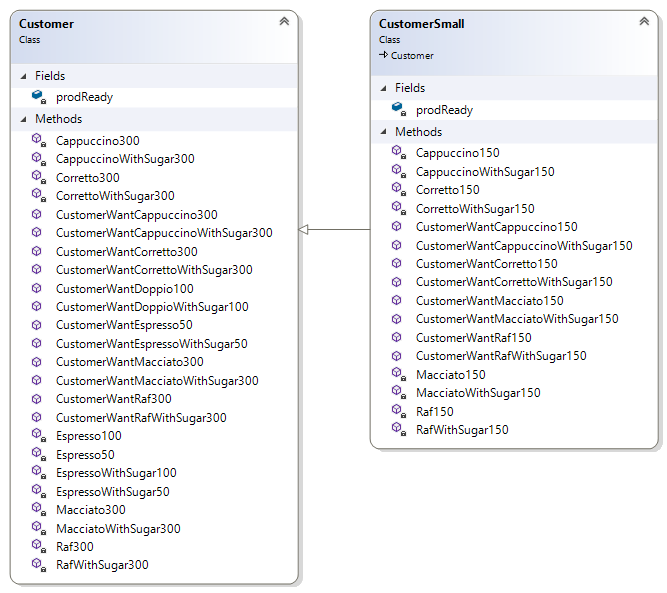 Customer
Class
Fields
prodReady
Methods
Cappuccino300
CappuccinoWithSugar300
Corretto300
CorrettoWithSugar300
CustomerWantCappuccino300
CustomerWantCappuccinoWithSugar300
CustomerWantCorretto300
CustomerWantCorrettoWithSugar300
CustomerWantDoppio100
CustomerWantDoppioWithSugar100
CustomerWantEspresso50
CustomerWantEspressoWithSugar50
CustomerWantMacciato300
CustomerWantMacciatoWithSugar300
CustomerWantRaf300
CustomerWantRafWithSugar300
Espresso100
Espresso50
EspressoWithSugar100
EspressoWithSugar50
Macciato300
MacciatoWithSugar300
Raf300
RafWithSugar300
CustomerSmall
Class
Customer
Fields
prodReady
Methods
Cappuccino150
CappuccinoWithSugar150
Corretto150
CorrettoWithSugar150
CustomerWantCappuccino150
CustomerWantCappuccinoWithSugar150
CustomerWantCorretto150
CustomerWantCorrettoWithSugar150
CustomerWantMacciato150
CustomerWantMacciatoWithSugar150
CustomerWantRaf150
CustomerWantRafWithSugar150
Macciato150
MacciatoWithSugar150
Raf150
RafWithSugar150